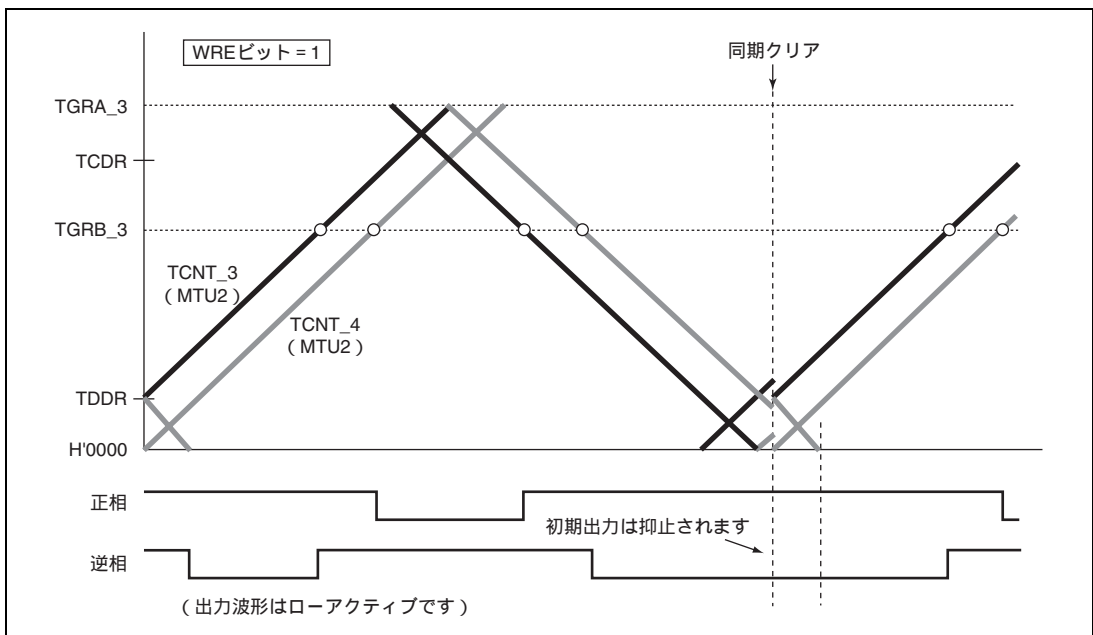 WREビット = 1
同期クリア
TGRA_3
TCDR
TGRB_3
TCNT_3
（MTU2）
TCNT_4
（MTU2）
TDDR
H'0000
正相
初期出力は抑止されます
逆相
（出力波形はローアクティブです）